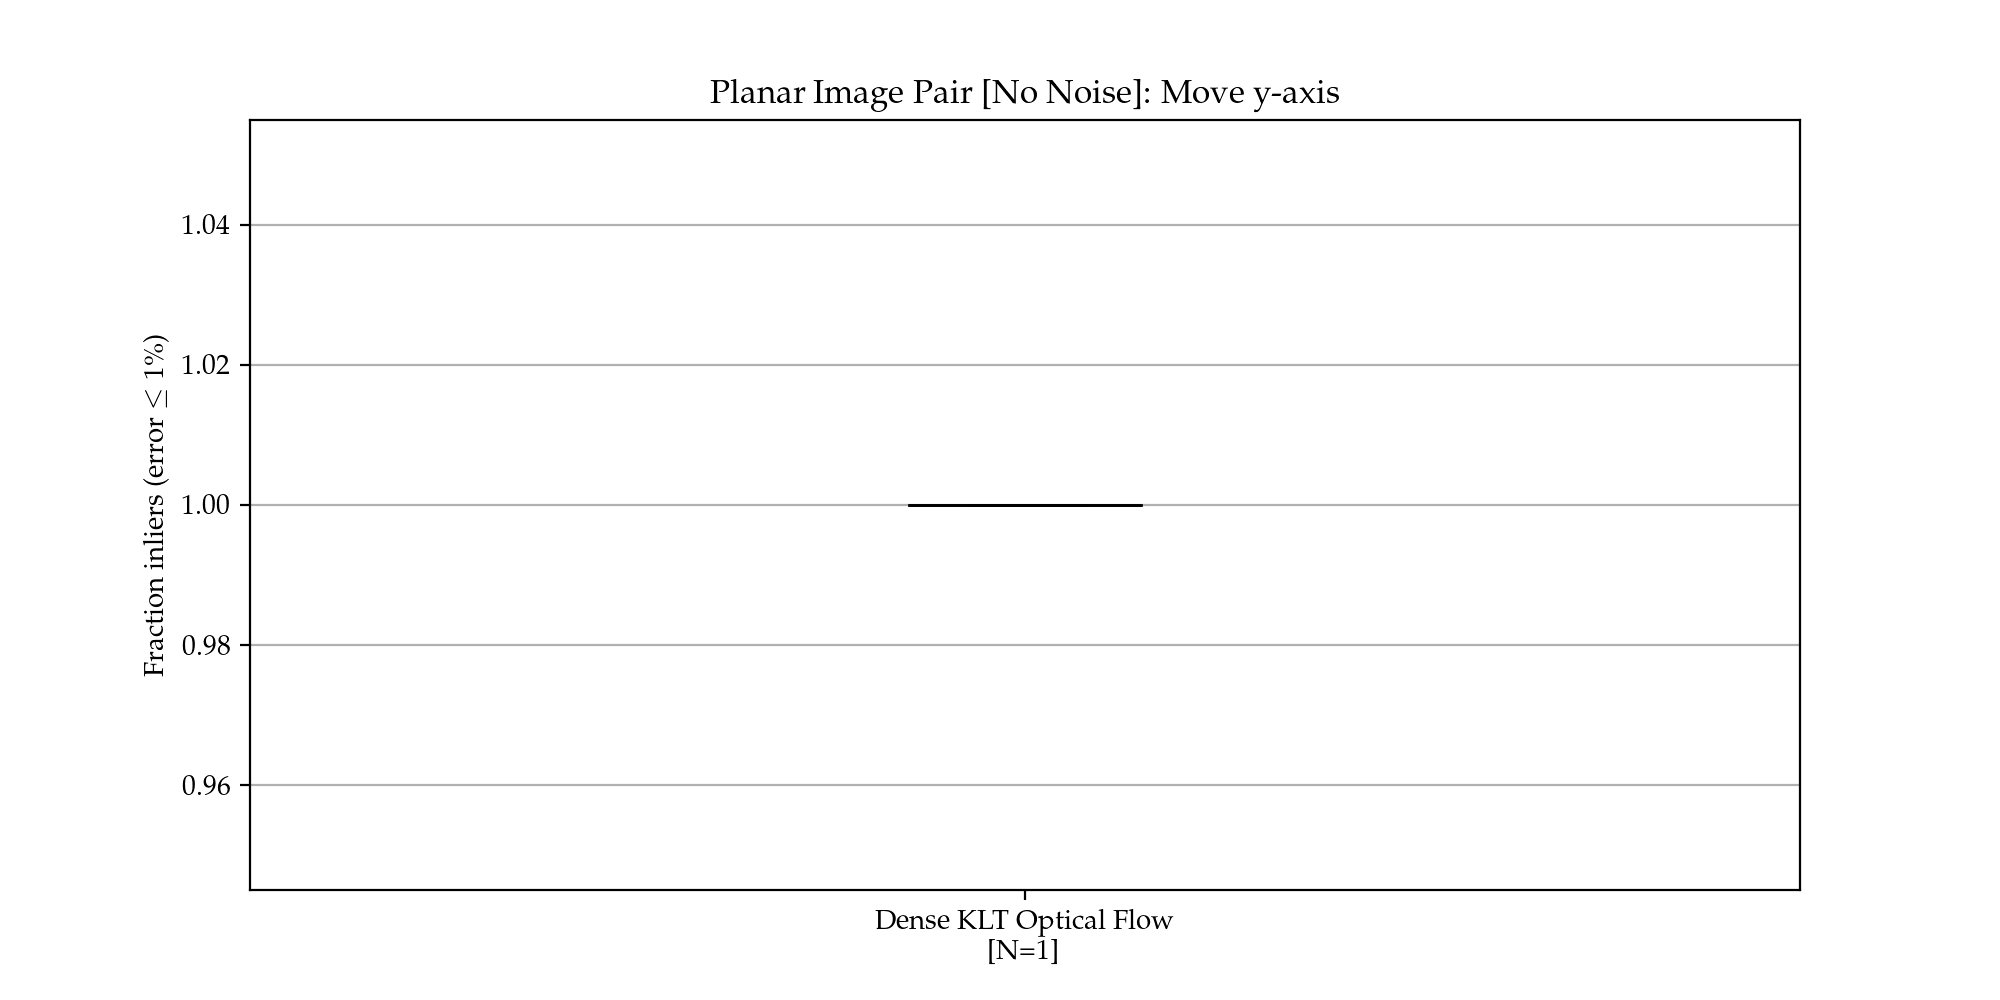 Planar Image Pair [No Noise]: Move y-axis
Fraction inliers (error ≤ 1%)
1.04
1.02
1.00
0.98
0.96
Dense KLT Optical Flow
[N=1]